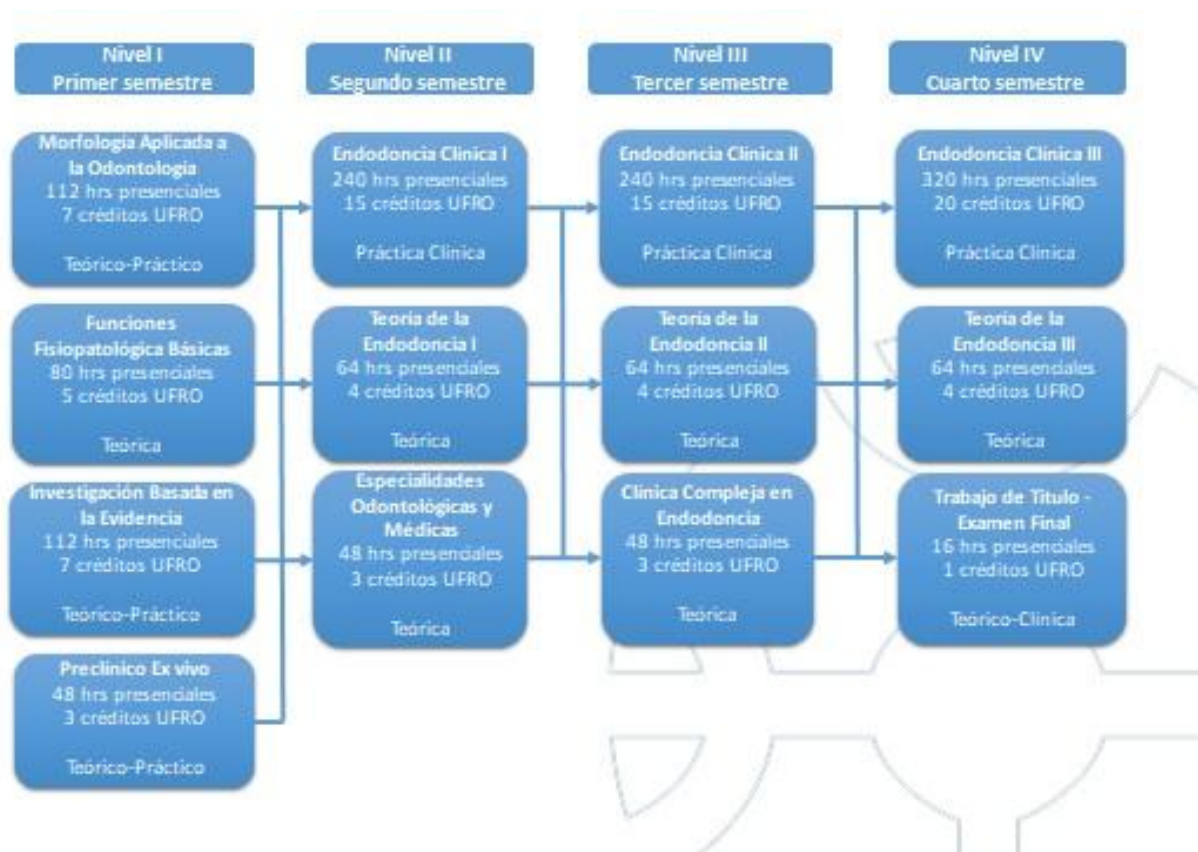 Nivel I
Primer semestre
Morfología Aplicada a
la Odontología
112 hrs presenciales
7 créditos UFRO
Teórico-Práctico
Funciones
Fisiopatológica Básicas
80 hrs presenciales
5 créditos UFRO
Teórica
Investigación Basada en
la Evidencia
112 hrs presenciales
7 créditos UFRO
Teórico-Práctico
Preclínico Ex vivo
48 hrs presenciales
3 créditos UFRO
Teórico-Práctico
Nivel II
Segundo semestre
Endodoncia Clínica I
240 hrs presenciales
15 créditos UFRO
Práctica Clínica
Teoría de la
Endodoncia I
64 hrs presenciales
4 créditos UFRO
Teórica
Especialidades
Odontológicas y
Médicas
48 hrs presenciales
3 créditos UFRO
Teórica
Nivel III
Tercer semestre
Endodoncia Clínica II
240 hrs presenciales
15 créditos UFRO
Práctica Clínica
Teoría de la
Endodoncia II
64 hrs presenciales
4 créditos UFRO
Teórica
Clínica Compleja en
Endodoncia
48 hrs presenciales
3 créditos UFRO
Teórica
Nivel IV
Cuarto semestre
Endodoncia Clínica III
320 hrs presenciales
20 créditos UFRO
Práctica Clínica
Teoría de la
Endodoncia III
64 hrs presenciales
4 créditos UFRO
Teórica
Trabajo de Título -
Examen Final
16 hrs presenciales
1 créditos UFRO
Teórico-Clínica